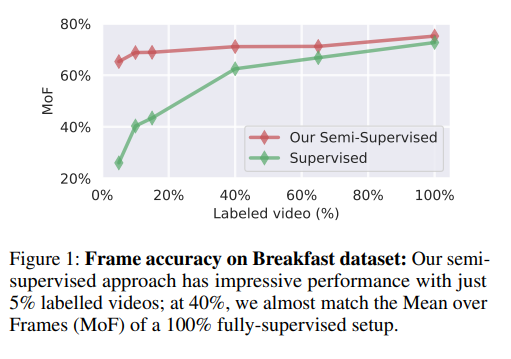 80%
60%
40%
20%
MoF
Our Semi-Supervised
Supervised
0% 20% 40% 60% 80% 100%
Labeled video (%)
Figure 1: Frame accuracy on Breakfast dataset: Our semi-
supervised approach has impressive performance with just
5% labelled videos; at 40%, we almost match the Mean over
Frames (MoF) of a 100% fully-supervised setup.